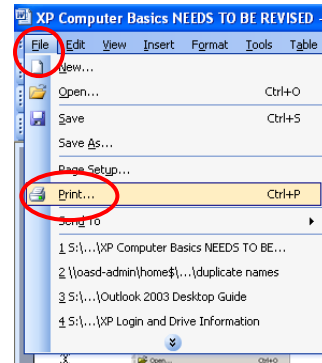 XP Computer Basics NEEDS TO BE REVISED -
File Edit View Insert Format Tools Table
New...
Open... Ctrl+O
Save Ctrl+S
Save As...
Page Setup...
Print... Ctrl+P
Send To
1 S:\...\XP Computer Basics NEEDS TO BE...
2 \\oasd-admin\home$\...\duplicate names
3 S:\...\Outlook 2003 Desktop Guide
4 S:\...\XP Login and Drive Information
Open... Ctrl+O